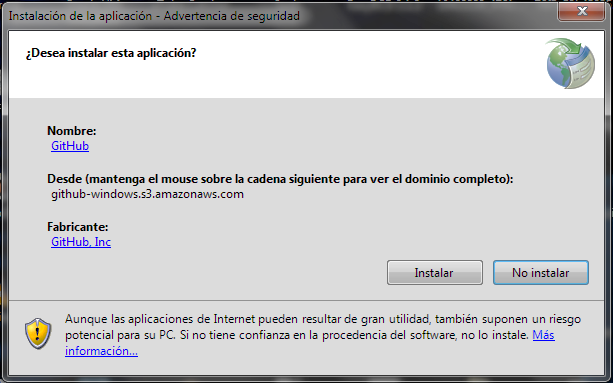 Instalación de la aplicación - Advertencia de seguridad
¿Desea instalar esta aplicación?
Nombre:
GitHub
Desde (mantenga el mouse sobre la cadena siguiente para ver el dominio completo):
github-windows.s3.amazonaws.com
Fabricante:
GitHub, Inc
Instalar
No instalar
Aunque las aplicaciones de Internet pueden resultar de gran utilidad, también suponen un riesgo
potencial para su PC. Si no tiene confianza en la procedencia del software, no lo instale. Más
información...